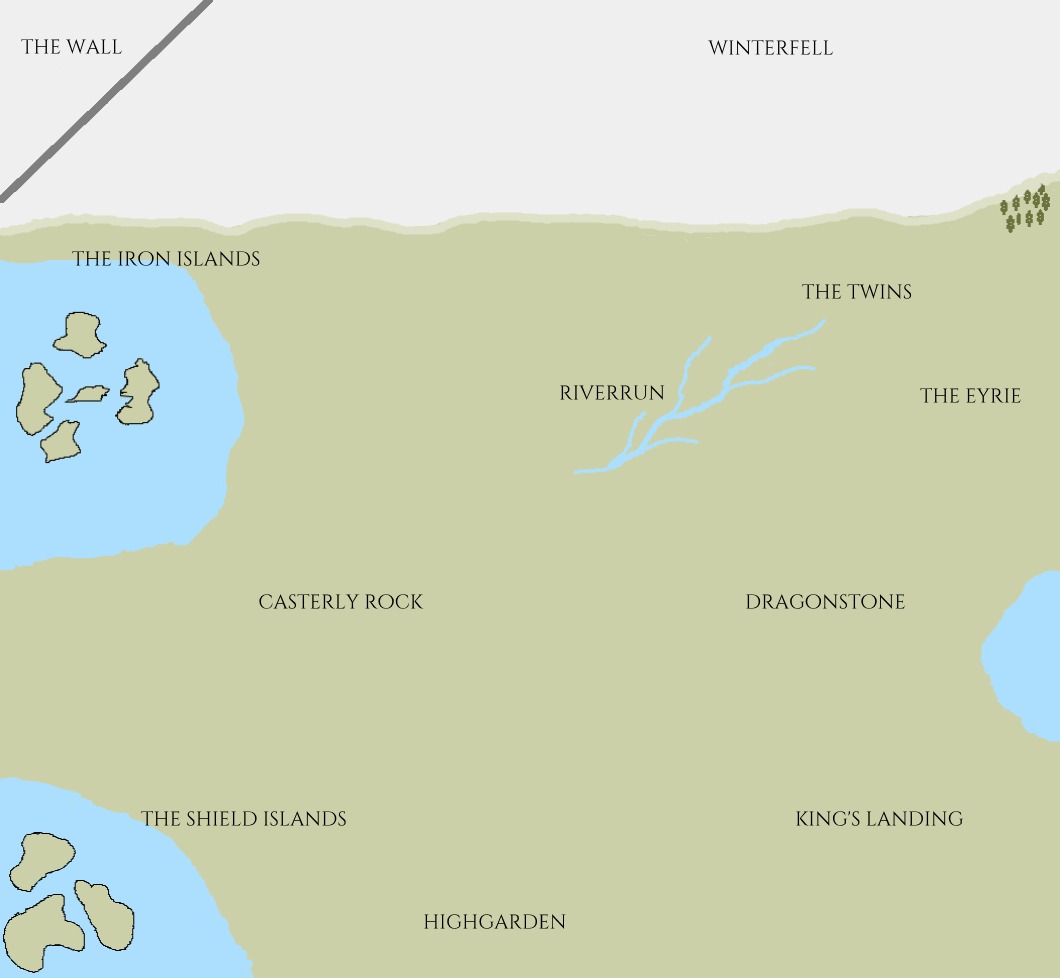 THE WALL
WINTERFELL
THE IRON ISLANDS
THE TWINS
RIVERRUN
THE EYRIE
CASTERLY ROCK
DRAGONSTONE
THE SHIELD ISLANDS
KING'S LANDING
HIGHGARDEN